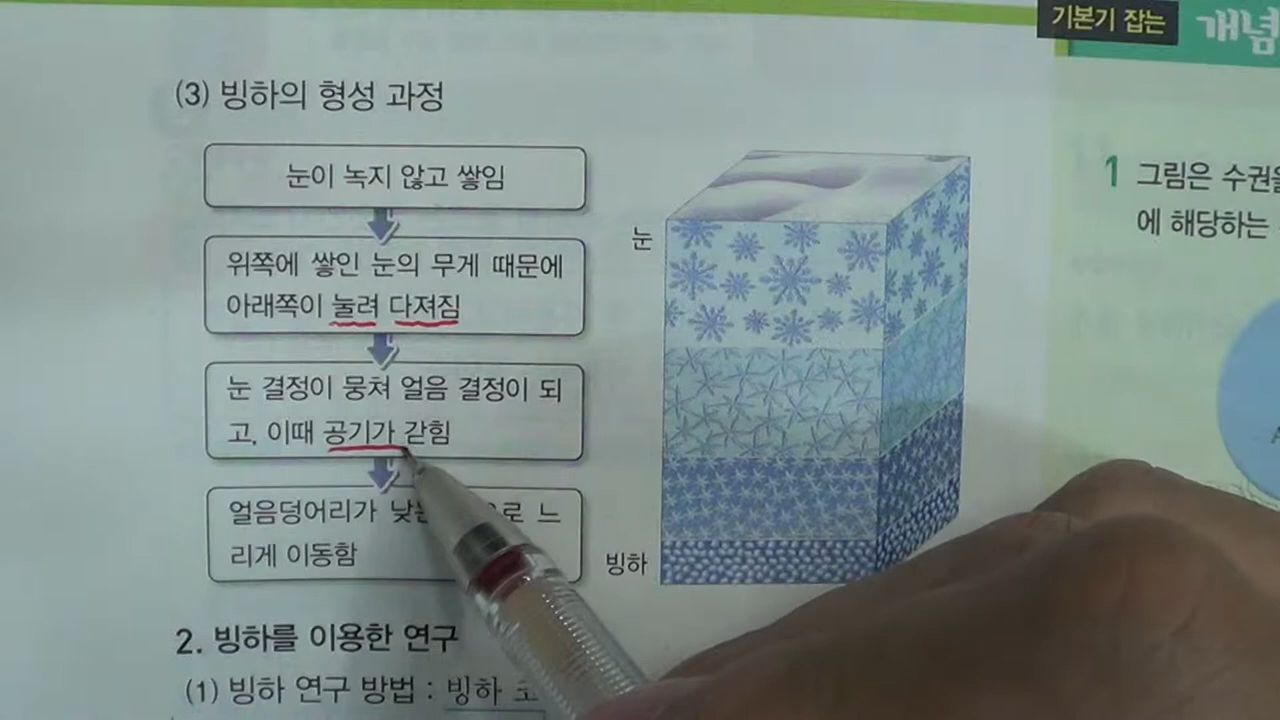 기본기 잡는 개념
(3) 빙하의 형성 과정
눈이 녹지 않고 쌓임
위쪽에 쌓인 눈의 무게 때문에
아래쪽이 눌려 다져짐
눈 결정이 뭉쳐 얼음 결정이 되
고, 이때 공기가 갇힘
얼음덩어리가 느
리게 이동함
눈
빙하
2. 빙하를 이용한 연구
(1) 빙하 연구 방법 : 빙하
1 그림은 수권을
에 해당하는